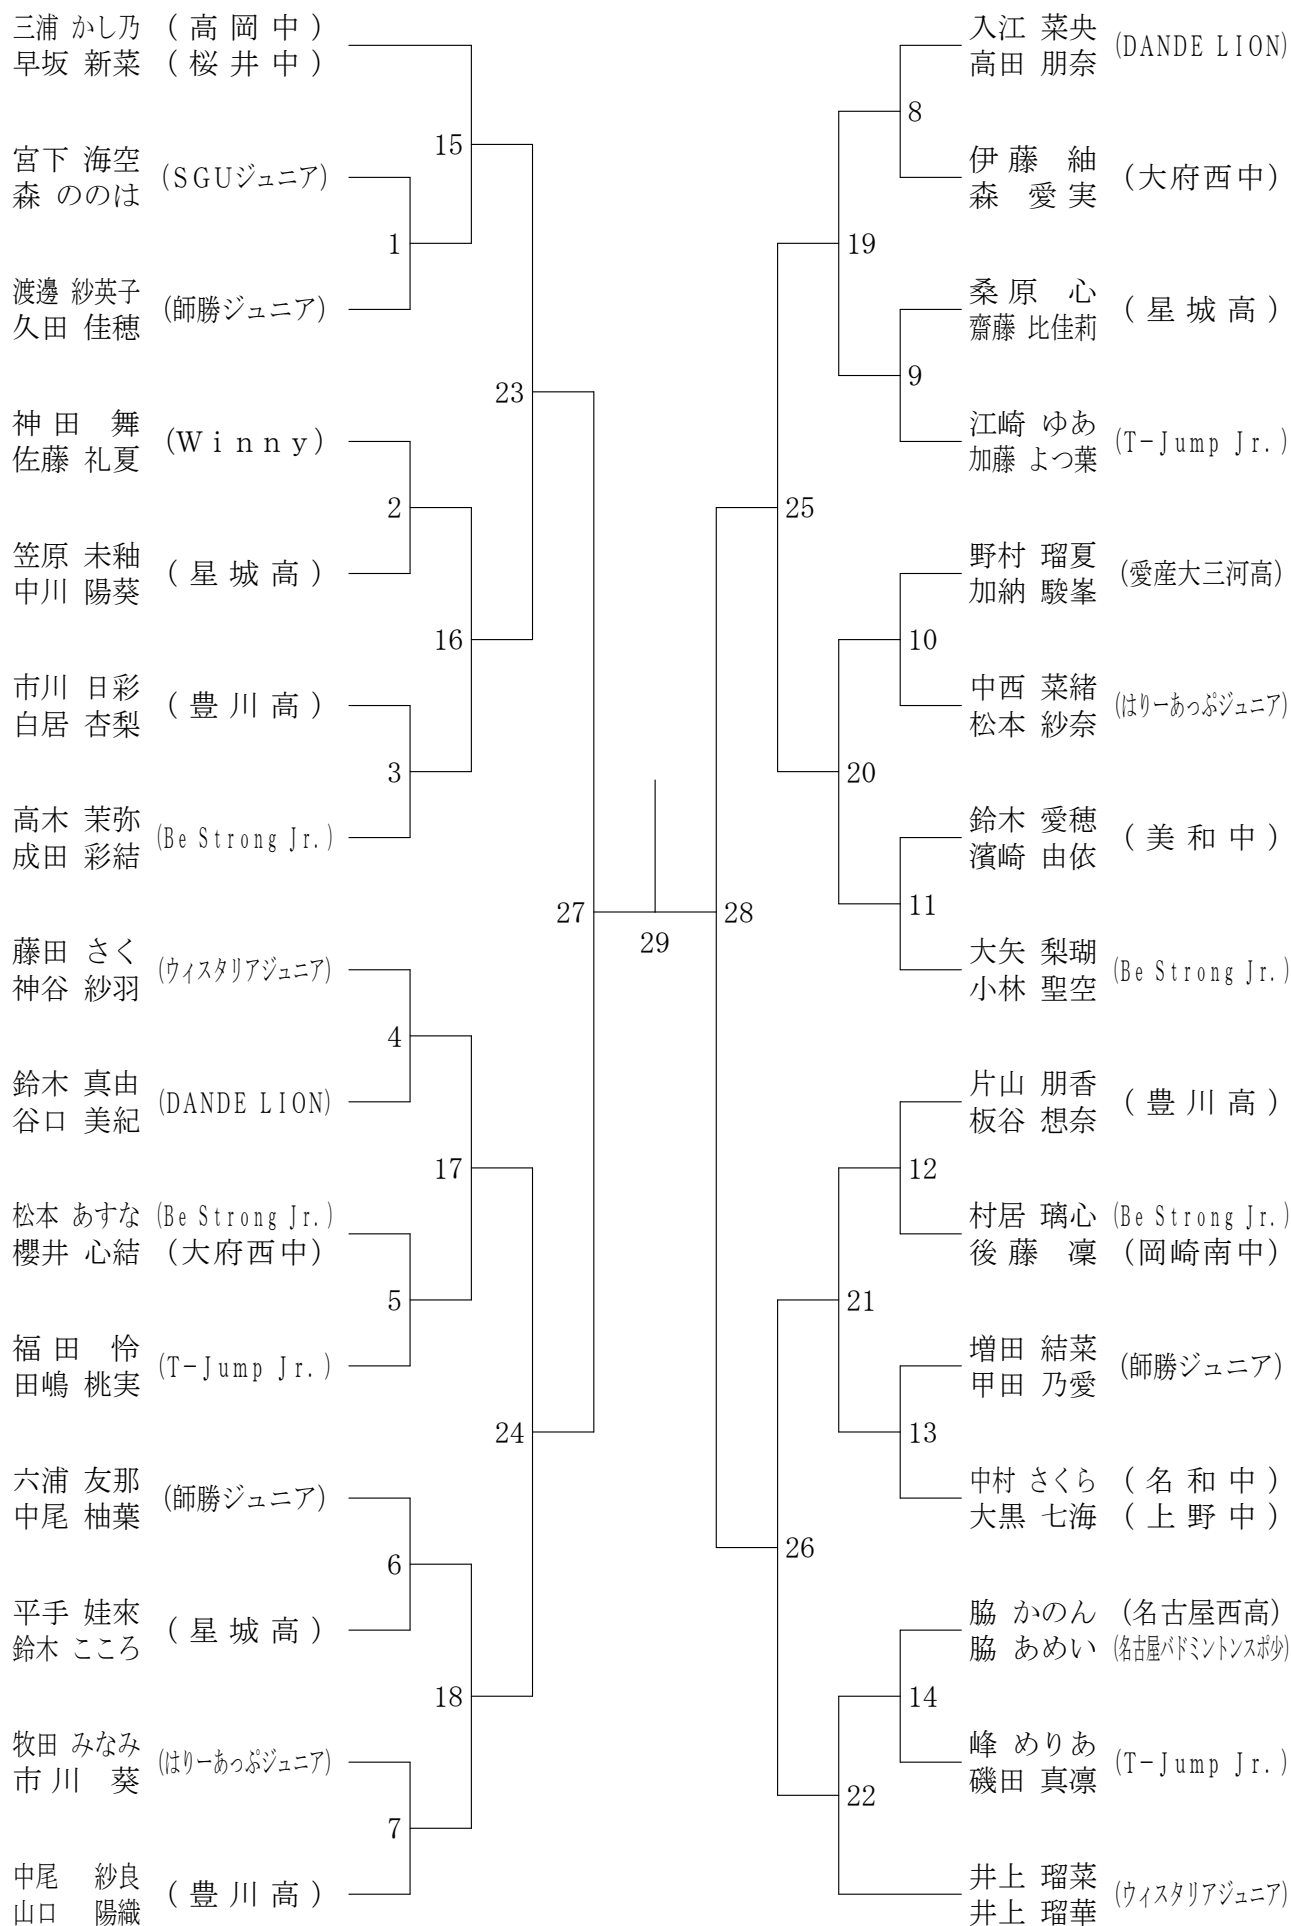 三浦 かし乃 (高岡中)
早坂 新菜 (桜井中)
15
宮下 海空 (SGUジュニア)
森 ののは
1
渡邉 紗英子 (師勝ジュニア)
久田 佳穂
23
神田 舞 (Winny)
佐藤 礼夏
2
笠原 未釉 (星城高)
中川 陽葵
16
市川 日彩 (豊川高)
白居 杏梨
3
高木 茉弥 (Be Strong Jr.)
成田 彩結
27
藤田 さく (ウィスタリアジュニア)
神谷 紗羽
4
鈴木 真由 (DANDE LION)
谷口 美紀
17
松本 あすな (Be Strong Jr.)
櫻井 心結 (大府西中)
5
福田 怜 (T-Jump Jr.)
田嶋 桃実
24
六浦 友那 (師勝ジュニア)
中尾 柚葉
6
平手 娃來 (星城高)
鈴木 こころ
18
牧田 みなみ (はりーあっぷジュニア)
市川 葵
7
中尾 紗良 (豊川高)
山口 陽織
29
入江 菜央 (DANDE LION)
高田 朋奈
8
伊藤 紬 (大府西中)
森 愛実
19
桑原 心 (星城高)
齋藤 比佳莉
9
江崎 ゆあ (T-Jump Jr.)
加藤 よつ葉
25
野村 瑠夏 (愛産大三河高)
加納 駿峯
10
中西 菜緒 (はりーあっぷジュニア)
松本 紗奈
20
鈴木 愛穂 (美和中)
濱崎 由依
11
大矢 梨瑚 (Be Strong Jr.)
小林 聖空
28
片山 朋香 (豊川高)
板谷 想奈
12
村居 璃心 (Be Strong Jr.)
後藤 凜 (岡崎南中)
21
増田 結菜 (師勝ジュニア)
甲田 乃愛
13
中村 さくら (名和中)
大黒 七海 (上野中)
26
脇 かのん (名古屋西高)
脇 あめい (名古屋バドミントンスポ少)
14
峰 めりあ (T-Jump Jr.)
磯田 真凛
22
井上 瑠菜 (ウィスタリアジュニア)
井上 瑠華